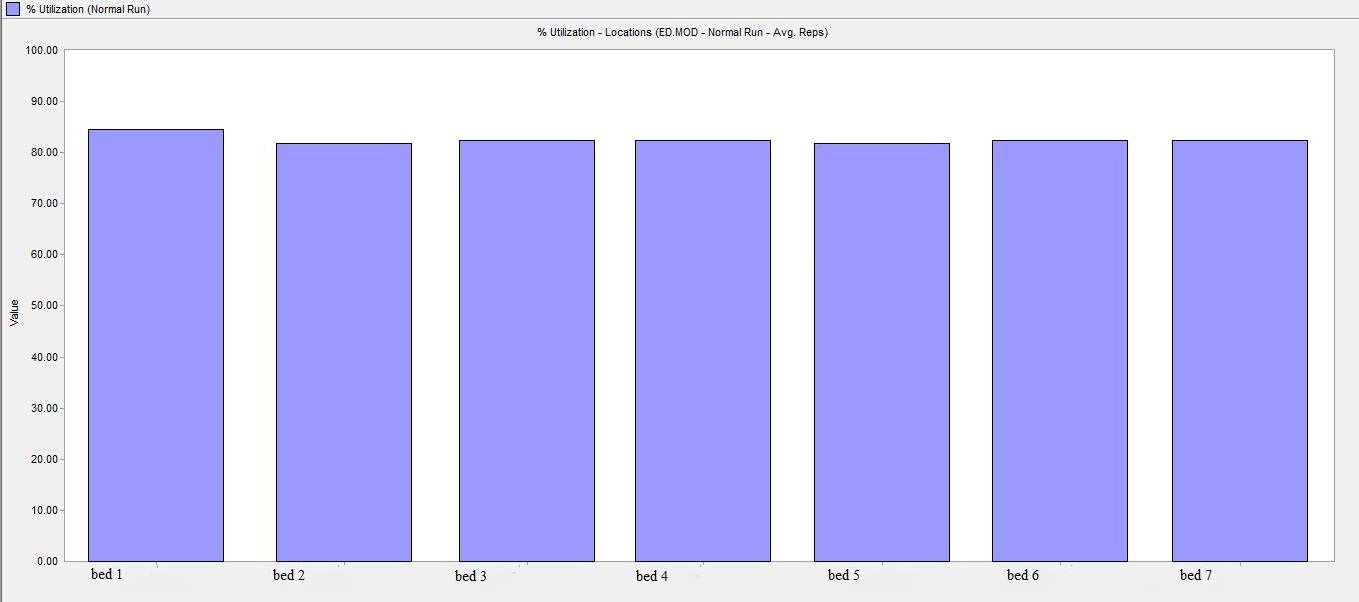 % Utilization (Normal Run)
% Utilization - Locations (ED.MOD - Normal Run - Avg. Reps)
100.00
90.00
80.00
70.00
60.00
50.00
40.00
30.00
20.00
10.00
0.00
Value
bed 1 bed 2 bed 3 bed 4 bed 5 bed 6 bed 7